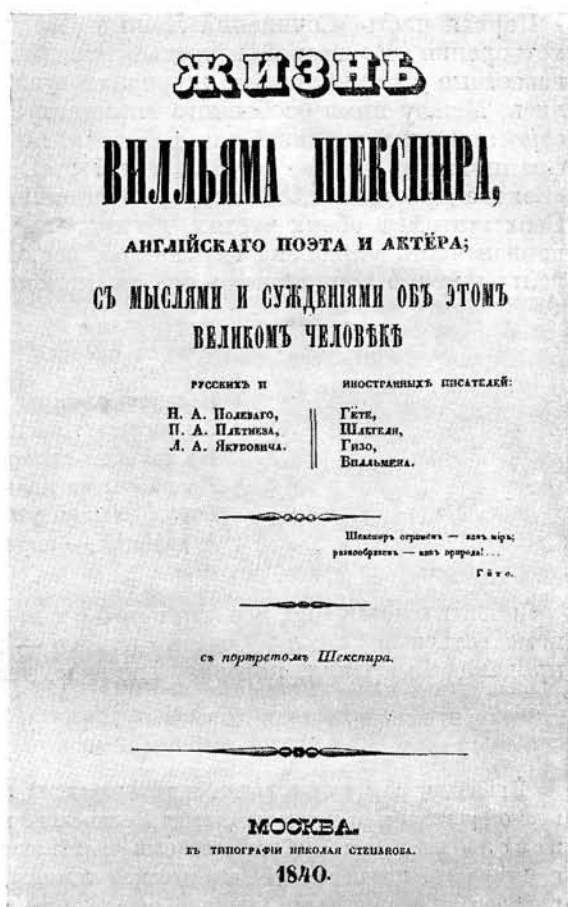 ЖИЗНЬ
ВИЛЛЬЯМА ШЕКСПИРА,
АНГЛІЙСКАГО ПОЭТА И АКТЁРА;
СЪ МЫСЛЯМИ И СУЖДЕНІЯМИ ОБЪ ЭТОМЪ
ВЕЛИКОМЪ ЧЕЛОВѢКѢ
РУССКИХЪ И
Н. А. Полеваго,
П. А. Плетнева,
Л. А. Якубовича.
ИНОСТРАННЫХЪ ПИСАТЕЛЕЙ:
Гёте,
Шлегеля,
Гизо,
Вилльмена.
Шекспиръ огроменъ — какъ міръ;
разнообразенъ — какъ природа!...
Гёте.
съ портретомъ Шекспира.
МОСКВА.
ВЪ ТИПОГРАФІИ НИКОЛАЯ СТЕПАНОВА.
1840.